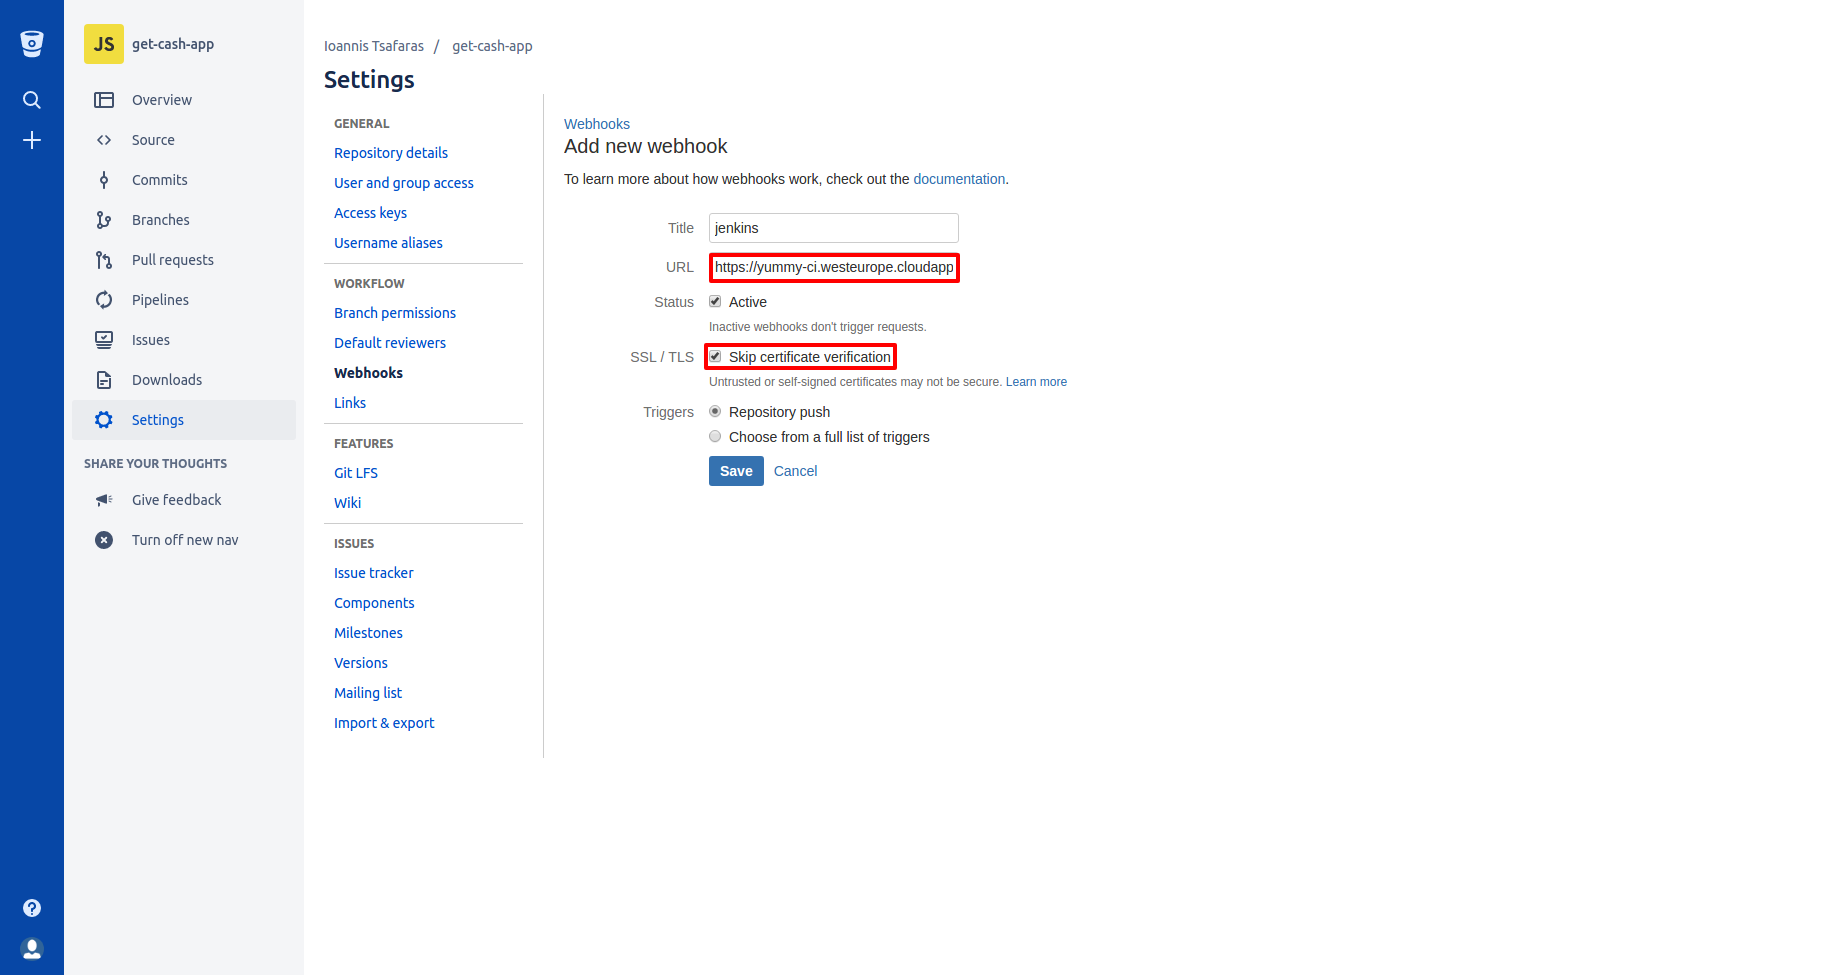 JS get-cash-app
Overview
Source
Commits
Branches
Pull requests
Pipelines
Issues
Downloads
Settings
SHARE YOUR THOUGHTS
Give feedback
Turn off new nav
Ioannis Tsafaras / get-cash-app
Settings
GENERAL
Repository details
User and group access
Access keys
Username aliases
WORKFLOW
Branch permissions
Default reviewers
Webhooks
Links
FEATURES
Git LFS
Wiki
ISSUES
Issue tracker
Components
Milestones
Versions
Mailing list
Import & export
Webhooks
Add new webhook
To learn more about how webhooks work, check out the documentation.
Title jenkins
URL https://yummy-ci.westeurope.cloudapp
Status Active
Inactive webhooks don't trigger requests.
SSL / TLS Skip certificate verification
Untrusted or self-signed certificates may not be secure. Learn more
Triggers Repository push
Choose from a full list of triggers
Save Cancel